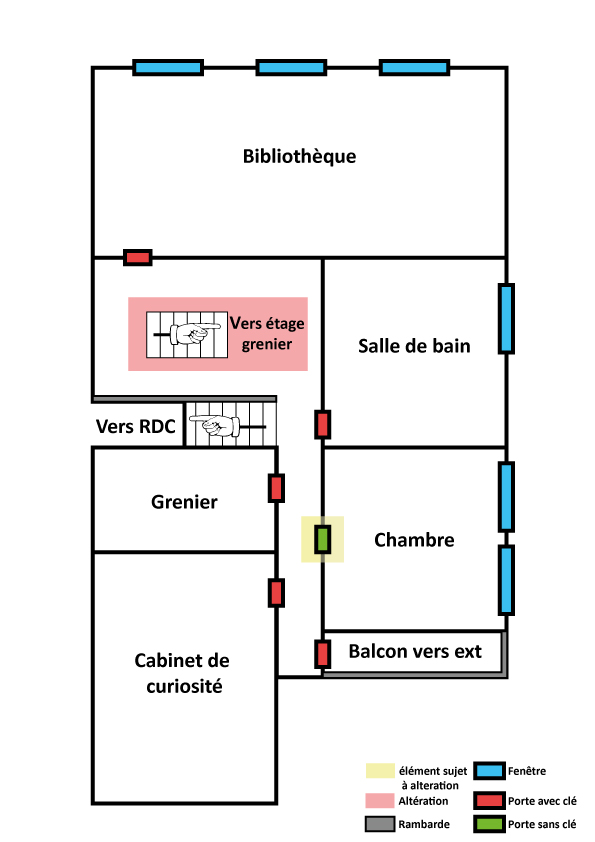 Bibliothèque
Vers étage
grenier
Salle de bain
Vers RDC
Grenier
Chambre
Balcon vers ext
Cabinet de
curiosité
élément sujet
à alteration
Fenêtre
Altération
Porte avec clé
Rambarde
Porte sans clé